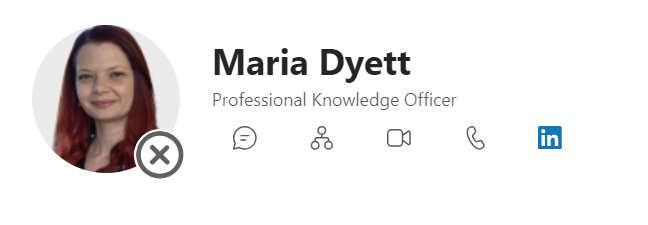 Maria Dyett
Professional Knowledge Officer
in